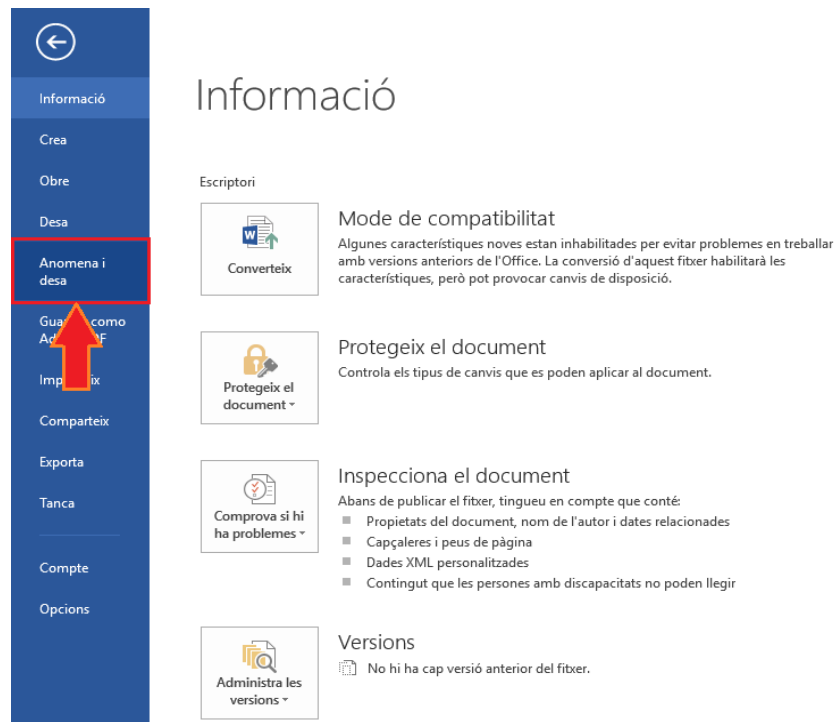 Informació
Crea
Obre
Desa
Anomena i
desa
como
Comparteix
Exporta
Tanca
Compte
Opcions
Informació
Escriptori
Converteix
Mode de compatibilitat
Algunes característiques noves estan inhabilitades per evitar problemes en treballar
amb versions anteriors de l'Office. La conversió d'aquest fitxer habilitarà les
característiques, però pot provocar canvis de disposició.
Protegeix el
document
Protegeix el document
Controla els tipus de canvis que es poden aplicar al document.
Comprova si hi
ha problemes
Inspecciona el document
Abans de publicar el fitxer, tingueu en compte que conté:
Propietats del document, nom de l'autor i dates relacionades
Capçaleres i peus de pàgina
Dades XML personalitzades
Contingut que les persones amb discapacitats no poden llegir
Administra les
versions
Versions
No hi ha cap versió anterior del fitxer.